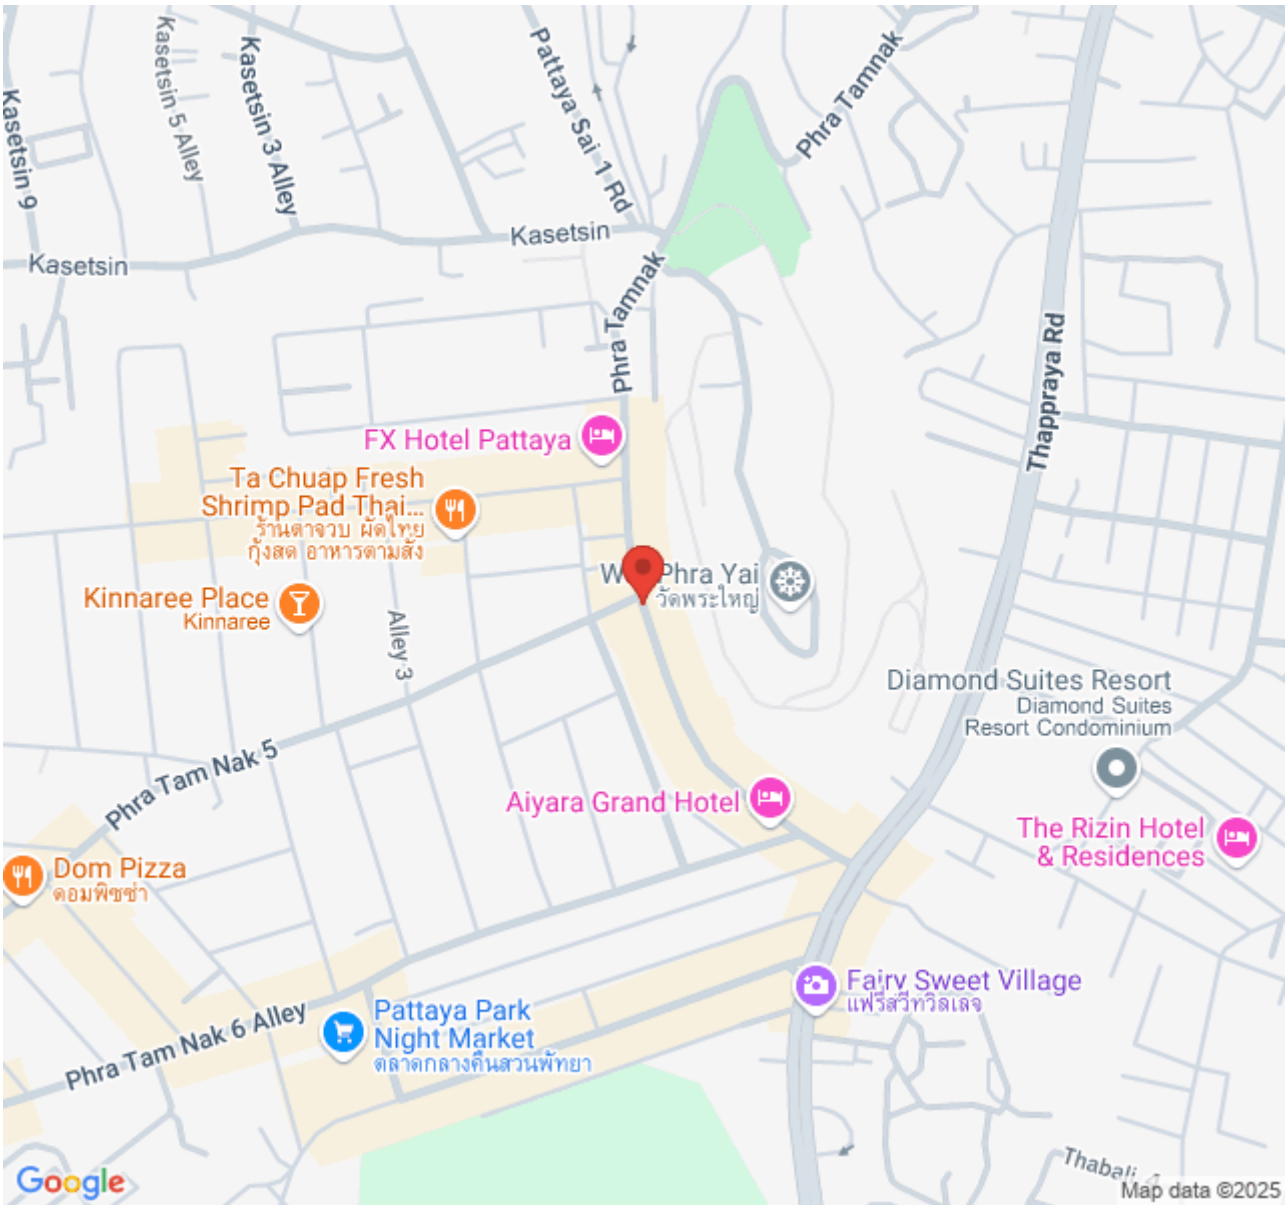 Kasetsin 9
Kasetsin 5 Alley
Kasetsin 3 Alley
Pattaya Sai 1 Rd
Phra Tamnak
Kasetsin
Kasetsin
Phra Tamnak
Thappraya Rd
FX Hotel Pattaya
Ta Chuap Fresh
Shrimp Pad Thai...
ร้านตาจวบ ผัดไทย
กุ้งสด อาหารตามสั่ง
Phra Yai
วัดพระใหญ่
Kinnaree Place
Kinnaree
Alley 3
Diamond Suites Resort
Diamond Suites
Resort Condominium
Phra Tam Nak 5
Aiyara Grand Hotel
The Rizin Hotel
& Residences
Dom Pizza
ดอมพิซซ่า
Fairy Sweet Village
แฟรี่สวีทวิลเลจ
Pattaya Park
Night Market
ตลาดกลางคืนสวนพัทยา
Phra Tam Nak 6 Alley
Thabali 4
Google
Map data ©2025